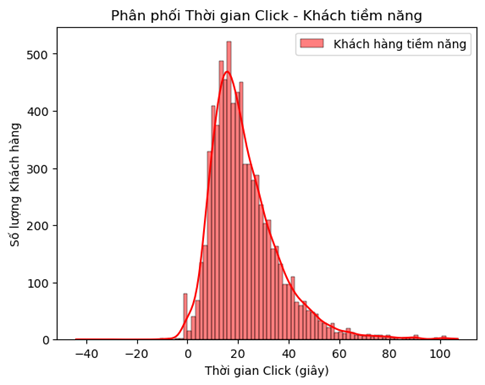 Phân phối Thời gian Click - Khách tiềm năng
Khách hàng tiềm năng
Số lượng Khách hàng
500
400
300
200
100
0
−40 −20 0 20 40 60 80 100
Thời gian Click (giây)